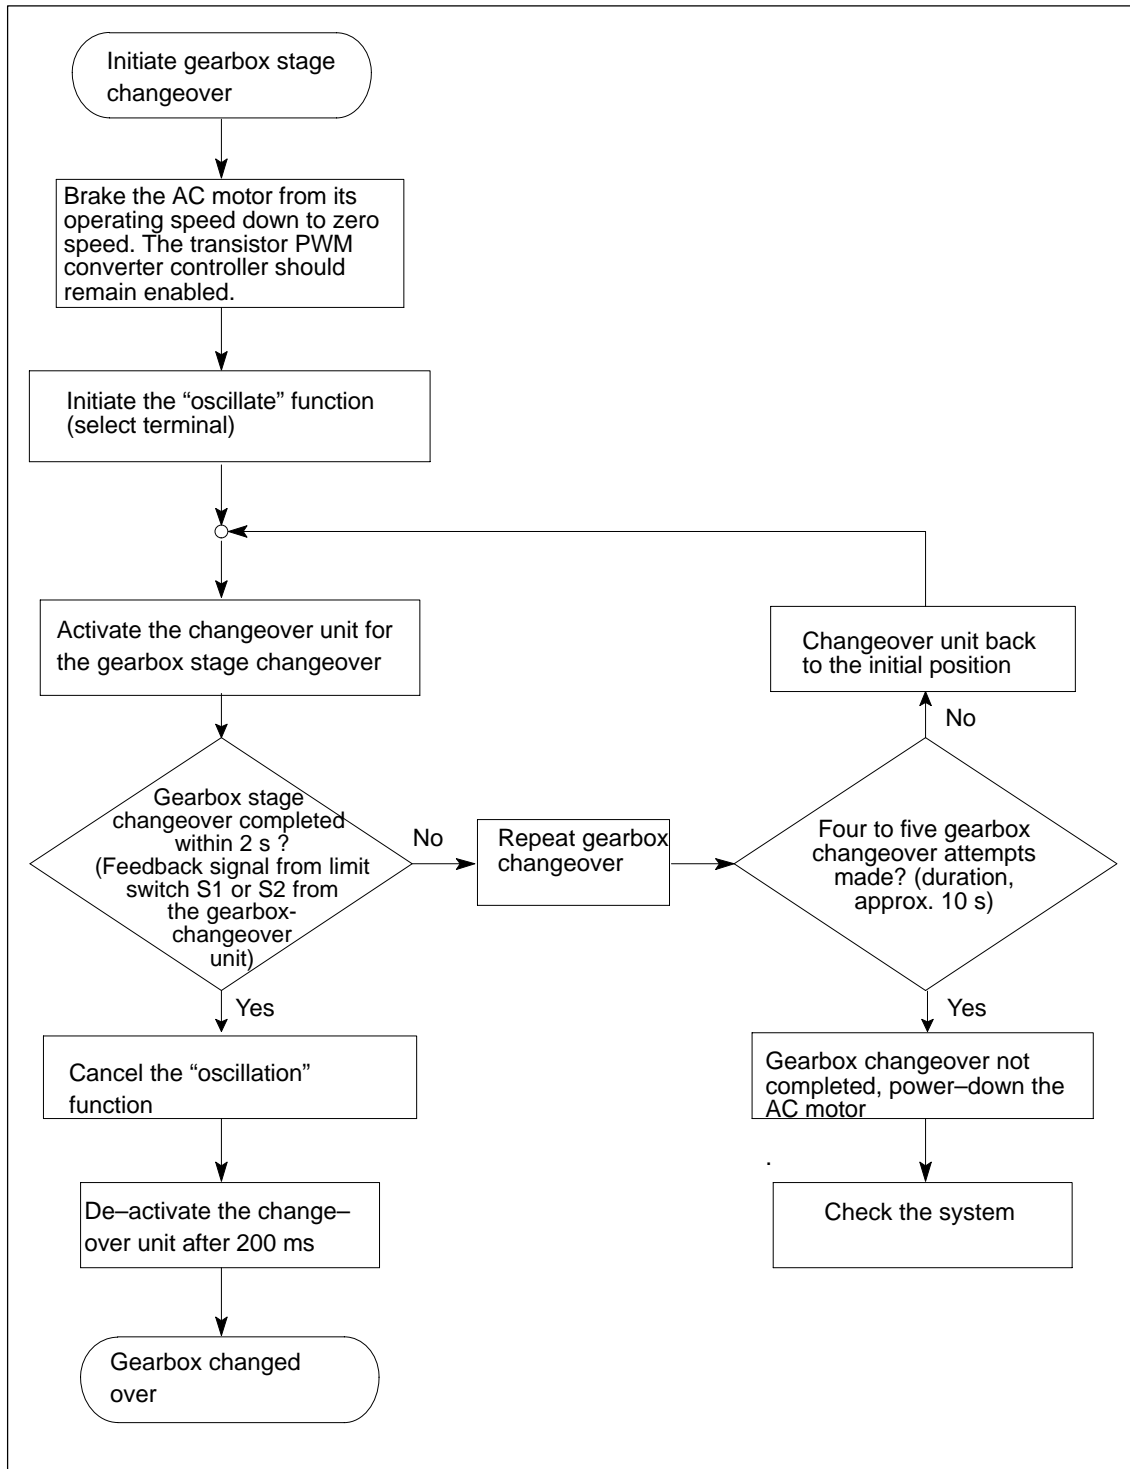 Initiate gearbox stage
changeover
Brake the AC motor from its
operating speed down to zero
speed. The transistor PWM
converter controller should
remain enabled.
Initiate the “oscillate” function
(select terminal)
Activate the changeover unit for
the gearbox stage changeover
Changeover unit back
to the initial position
No
Gearbox stage
changeover completed
within 2 s ?
(Feedback signal from limit
switch S1 or S2 from
the gearbox-
changeover
unit)
No
Repeat gearbox
changeover
Four to five gearbox
changeover attempts
made? (duration,
approx. 10 s)
Yes
Yes
Cancel the “oscillation”
function
Gearbox changeover not
completed, power–down the
AC motor
.
De–activate the change–
over unit after 200 ms
Check the system
Gearbox changed
over